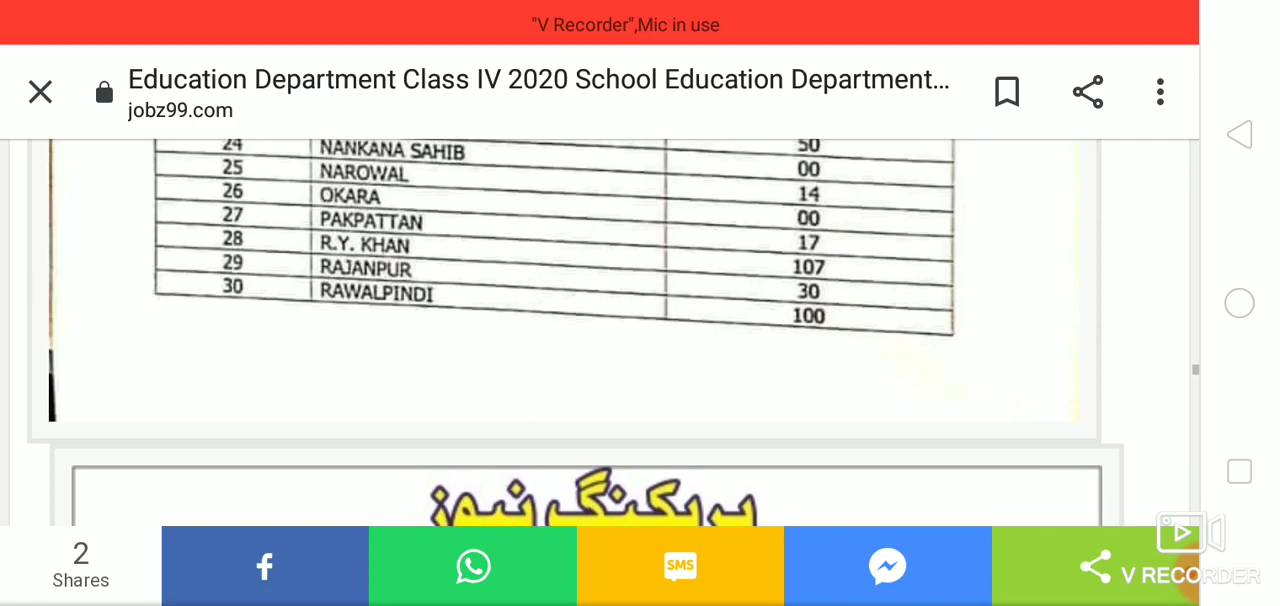 "V Recorder",Mic in use
Education Department Class IV 2020 School Education Department...
jobz99.com
50
24 NANKANA SAHIB 00
25 NAROWAL 14
26 OKARA 00
27 PAKPATTAN 17
28 R.Y. KHAN 107
29 RAJANPUR 30
30 RAWALPINDI 100
بریکنگ نیوز
2
Shares
SMS
V RECORDER